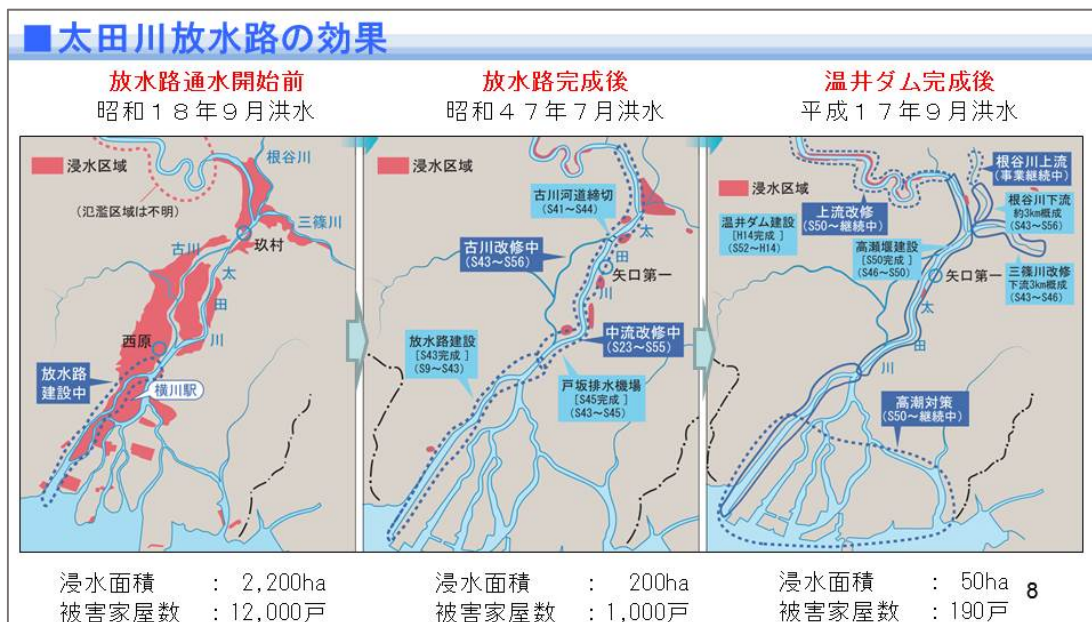 ■太田川放水路の効果
放水路通水開始前
昭和１８年９月洪水
浸水区域
(氾濫区域は不明)
根谷川
三篠川
玖村
古川
太田川
西原
放水路
建設中
横川駅
浸水面積 : 2,200ha
被害家屋数 : 12,000戸
放水路完成後
昭和４７年７月洪水
浸水区域
古川河道締切
(S41～S44)
古川改修中
(S43～S56)
太田川
矢口第一
放水路建設
[S43完成]
(S9～S43)
中流改修中
(S23～S55)
戸坂排水機場
[S45完成]
(S43～S45)
浸水面積 : 200ha
被害家屋数 : 1,000戸
温井ダム完成後
平成１７年９月洪水
浸水区域
根谷川上流
(事業継続中)
根谷川下流
約3km概成
(S43～S56)
上流改修
(S50～継続中)
温井ダム建設
[H14完成]
(S52～H14)
高瀬堰建設
[S50完成]
(S46～S50)
矢口第一
三篠川改修
下流3km概成
(S43～S46)
太田川
高潮対策
(S50～継続中)
浸水面積 : 50ha
被害家屋数 : 190戸
8